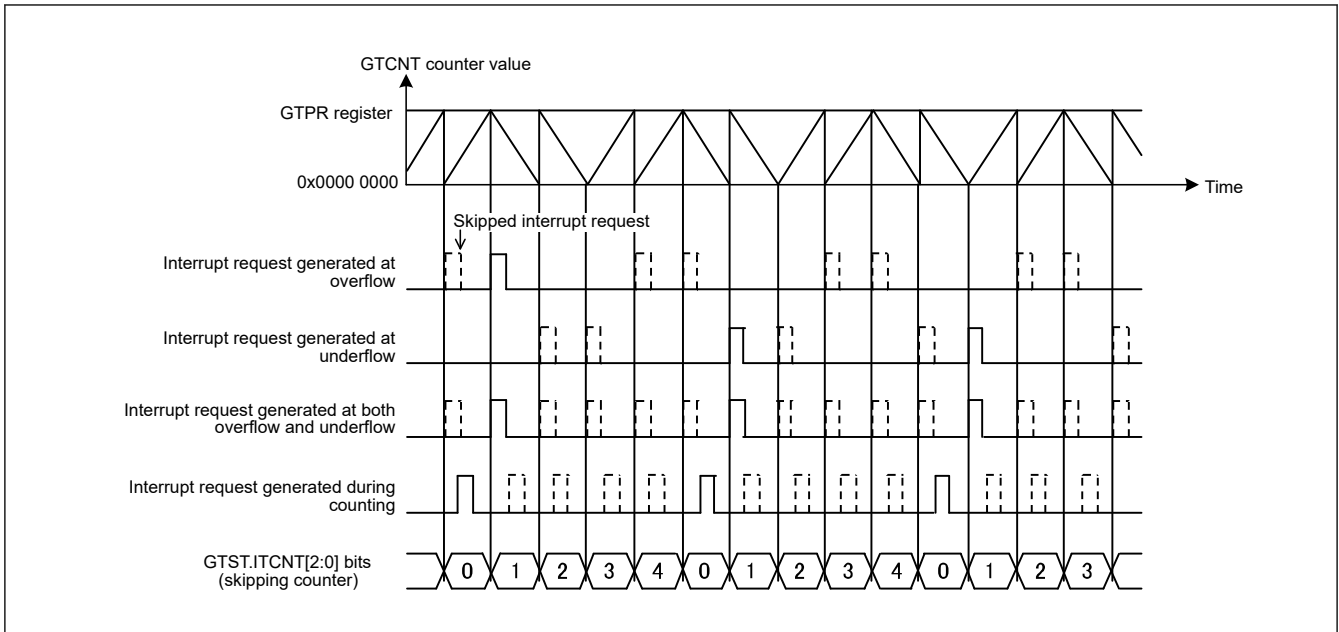 GTCNT counter value
GTPR register
0x0000 0000
Time
Skipped interrupt request
Interrupt request generated at
overflow
Interrupt request generated at
underflow
Interrupt request generated at both
overflow and underflow
Interrupt request generated during
counting
GTST.ITCNT[2:0] bits
(skipping counter)
0 1 2 3 4 0 1 2 3 4 0 1 2 3